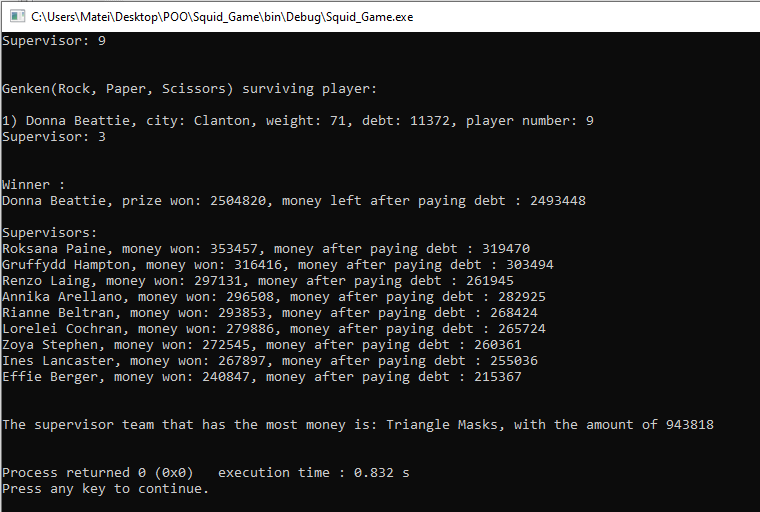 C:\Users\Matei\Desktop\POO\Squid_Game\bin\Debug\Squid_Game.exe
Supervisor: 9
Genken(Rock, Paper, Scissors) surviving player:
1) Donna Beattie, city: Clanton, weight: 71, debt: 11372, player number: 9
Supervisor: 3
Winner :
Donna Beattie, prize won: 2504820, money left after paying debt : 2493448
Supervisors:
Roksana Paine, money won: 353457, money after paying debt : 319470
Gruffydd Hampton, money won: 316416, money after paying debt : 303494
Renzo Laing, money won: 297131, money after paying debt : 261945
Annika Arellano, money won: 296508, money after paying debt : 282925
Rianne Beltran, money won: 293853, money after paying debt : 268424
Lorelei Cochran, money won: 279886, money after paying debt : 265724
Zoya Stephen, money won: 272545, money after paying debt : 260361
Ines Lancaster, money won: 267897, money after paying debt : 255036
Effie Berger, money won: 240847, money after paying debt : 215367
The supervisor team that has the most money is: Triangle Masks, with the amount of 943818
Process returned 0 (0x0)   execution time : 0.832 s
Press any key to continue.